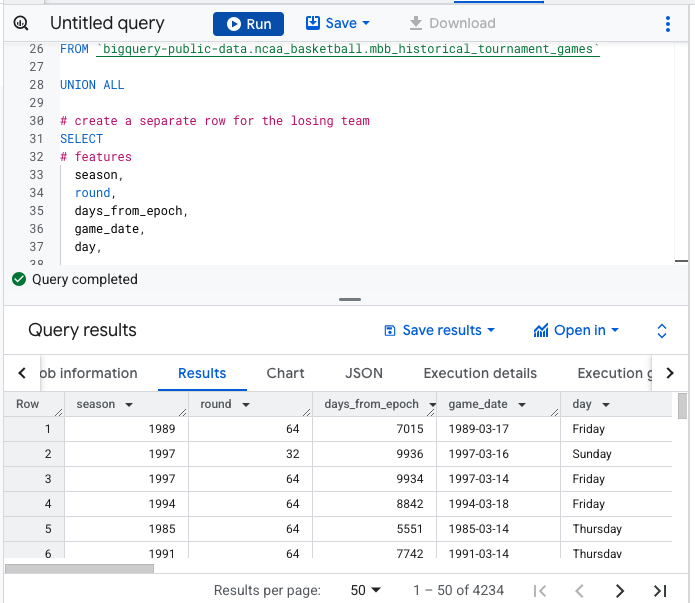 Untitled query Run Save Download
26 FROM `bigquery-public-data.ncaa_basketball.mbb_historical_tournament_games`
27
28 UNION ALL
29
30 # create a separate row for the losing team
31 SELECT
32 # features
33 season,
34 round,
35 days_from_epoch,
36 game_date,
37 day,
38
Query completed
Query results Save results Open in
ob information Results Chart JSON Execution details Execution g
Row season round days_from_epoch game_date day
1 1989 64 7015 1989-03-17 Friday
2 1997 32 9936 1997-03-16 Sunday
3 1997 64 9934 1997-03-14 Friday
4 1994 64 8842 1994-03-18 Friday
5 1985 64 5551 1985-03-14 Thursday
6 1991 64 7742 1991-03-14 Thursday
Results per page: 50 1 – 50 of 4234